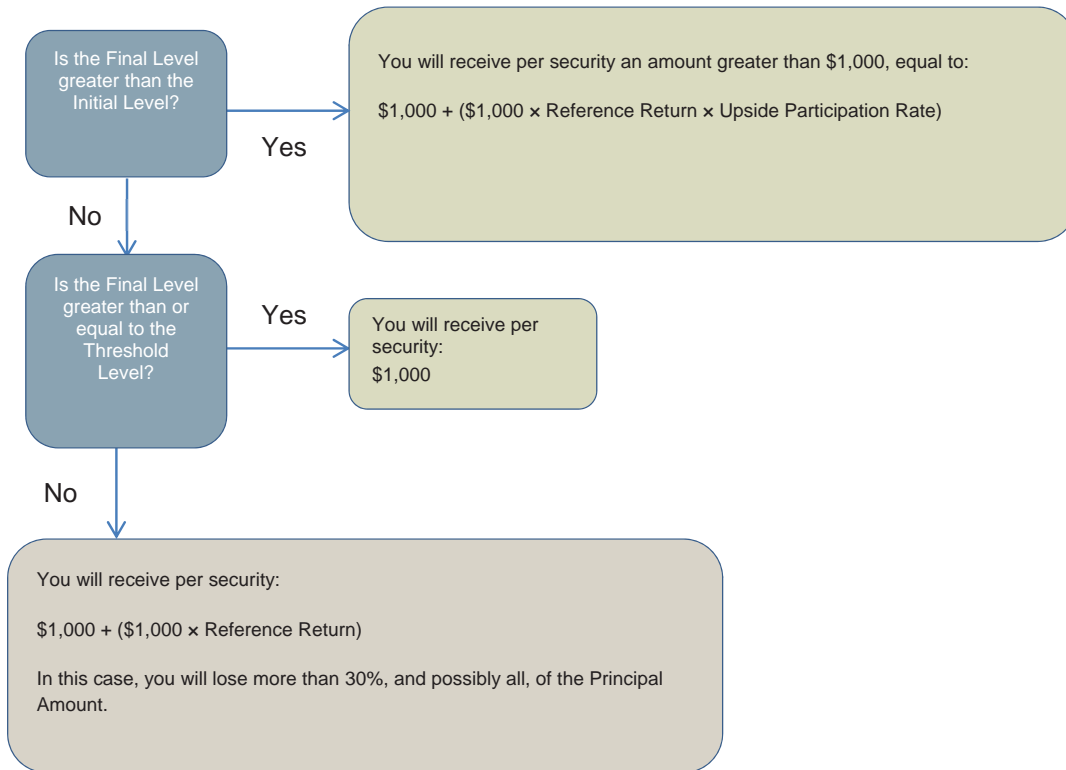 Is the Final Level
greater than the
Initial Level?
You will receive per security an amount greater than $1,000, equal to:
$1,000 + ($1,000 × Reference Return × Upside Participation Rate)
Yes
No
Is the Final Level
greater than or
equal to the
Threshold
Level?
Yes
You will receive per
security:
$1,000
No
You will receive per security:
$1,000 + ($1,000 × Reference Return)
In this case, you will lose more than 30%, and possibly all, of the Principal
Amount.